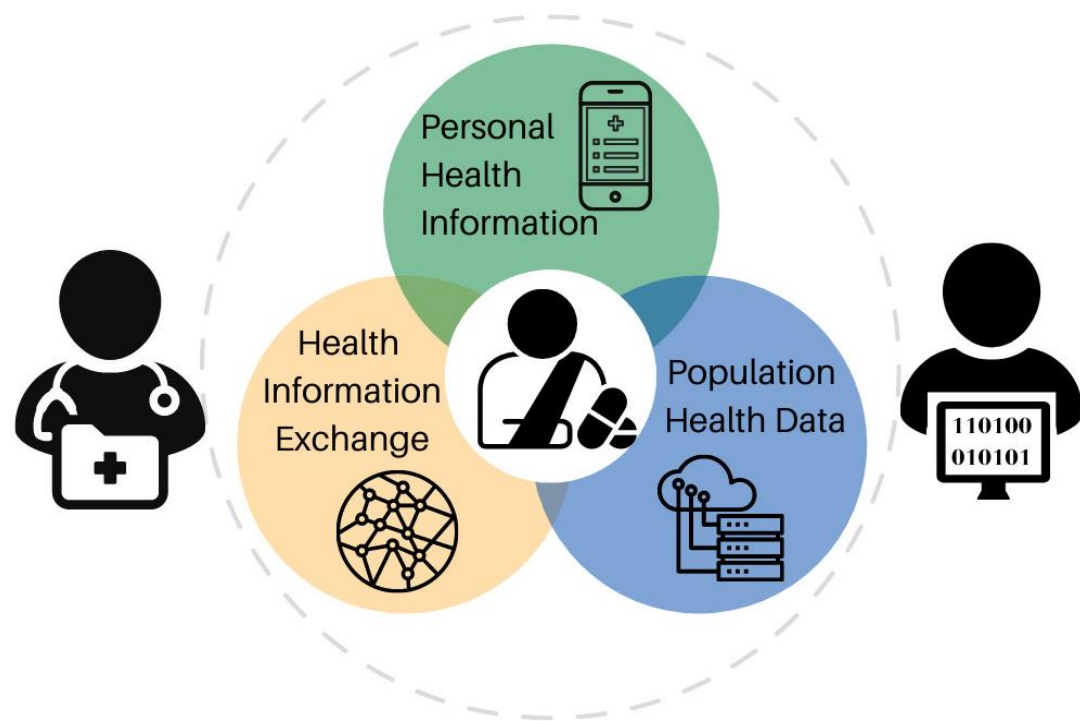 Personal
Health
Information
Health
Information
Exchange
Population
Health Data
110100
010101